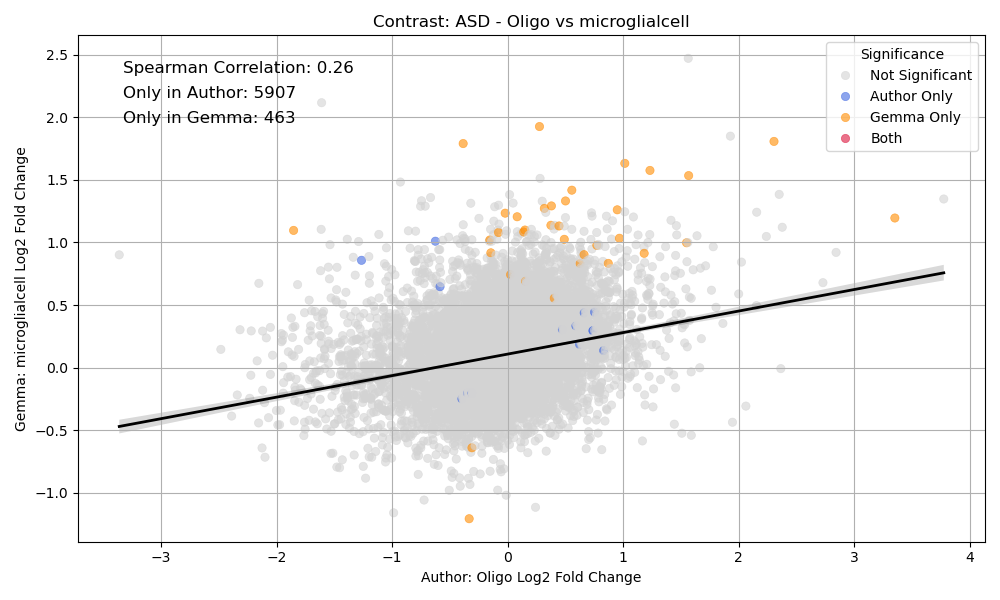 Contrast: ASD - Oligo vs microglialcell
Spearman Correlation: 0.26
Only in Author: 5907
Only in Gemma: 463
Significance
Not Significant
Author Only
Gemma Only
Both
2.5
2.0
1.5
1.0
0.5
0.0
−0.5
−1.0
Gemma: microglialcell Log2 Fold Change
−3
−2
−1
0
1
2
3
4
Author: Oligo Log2 Fold Change